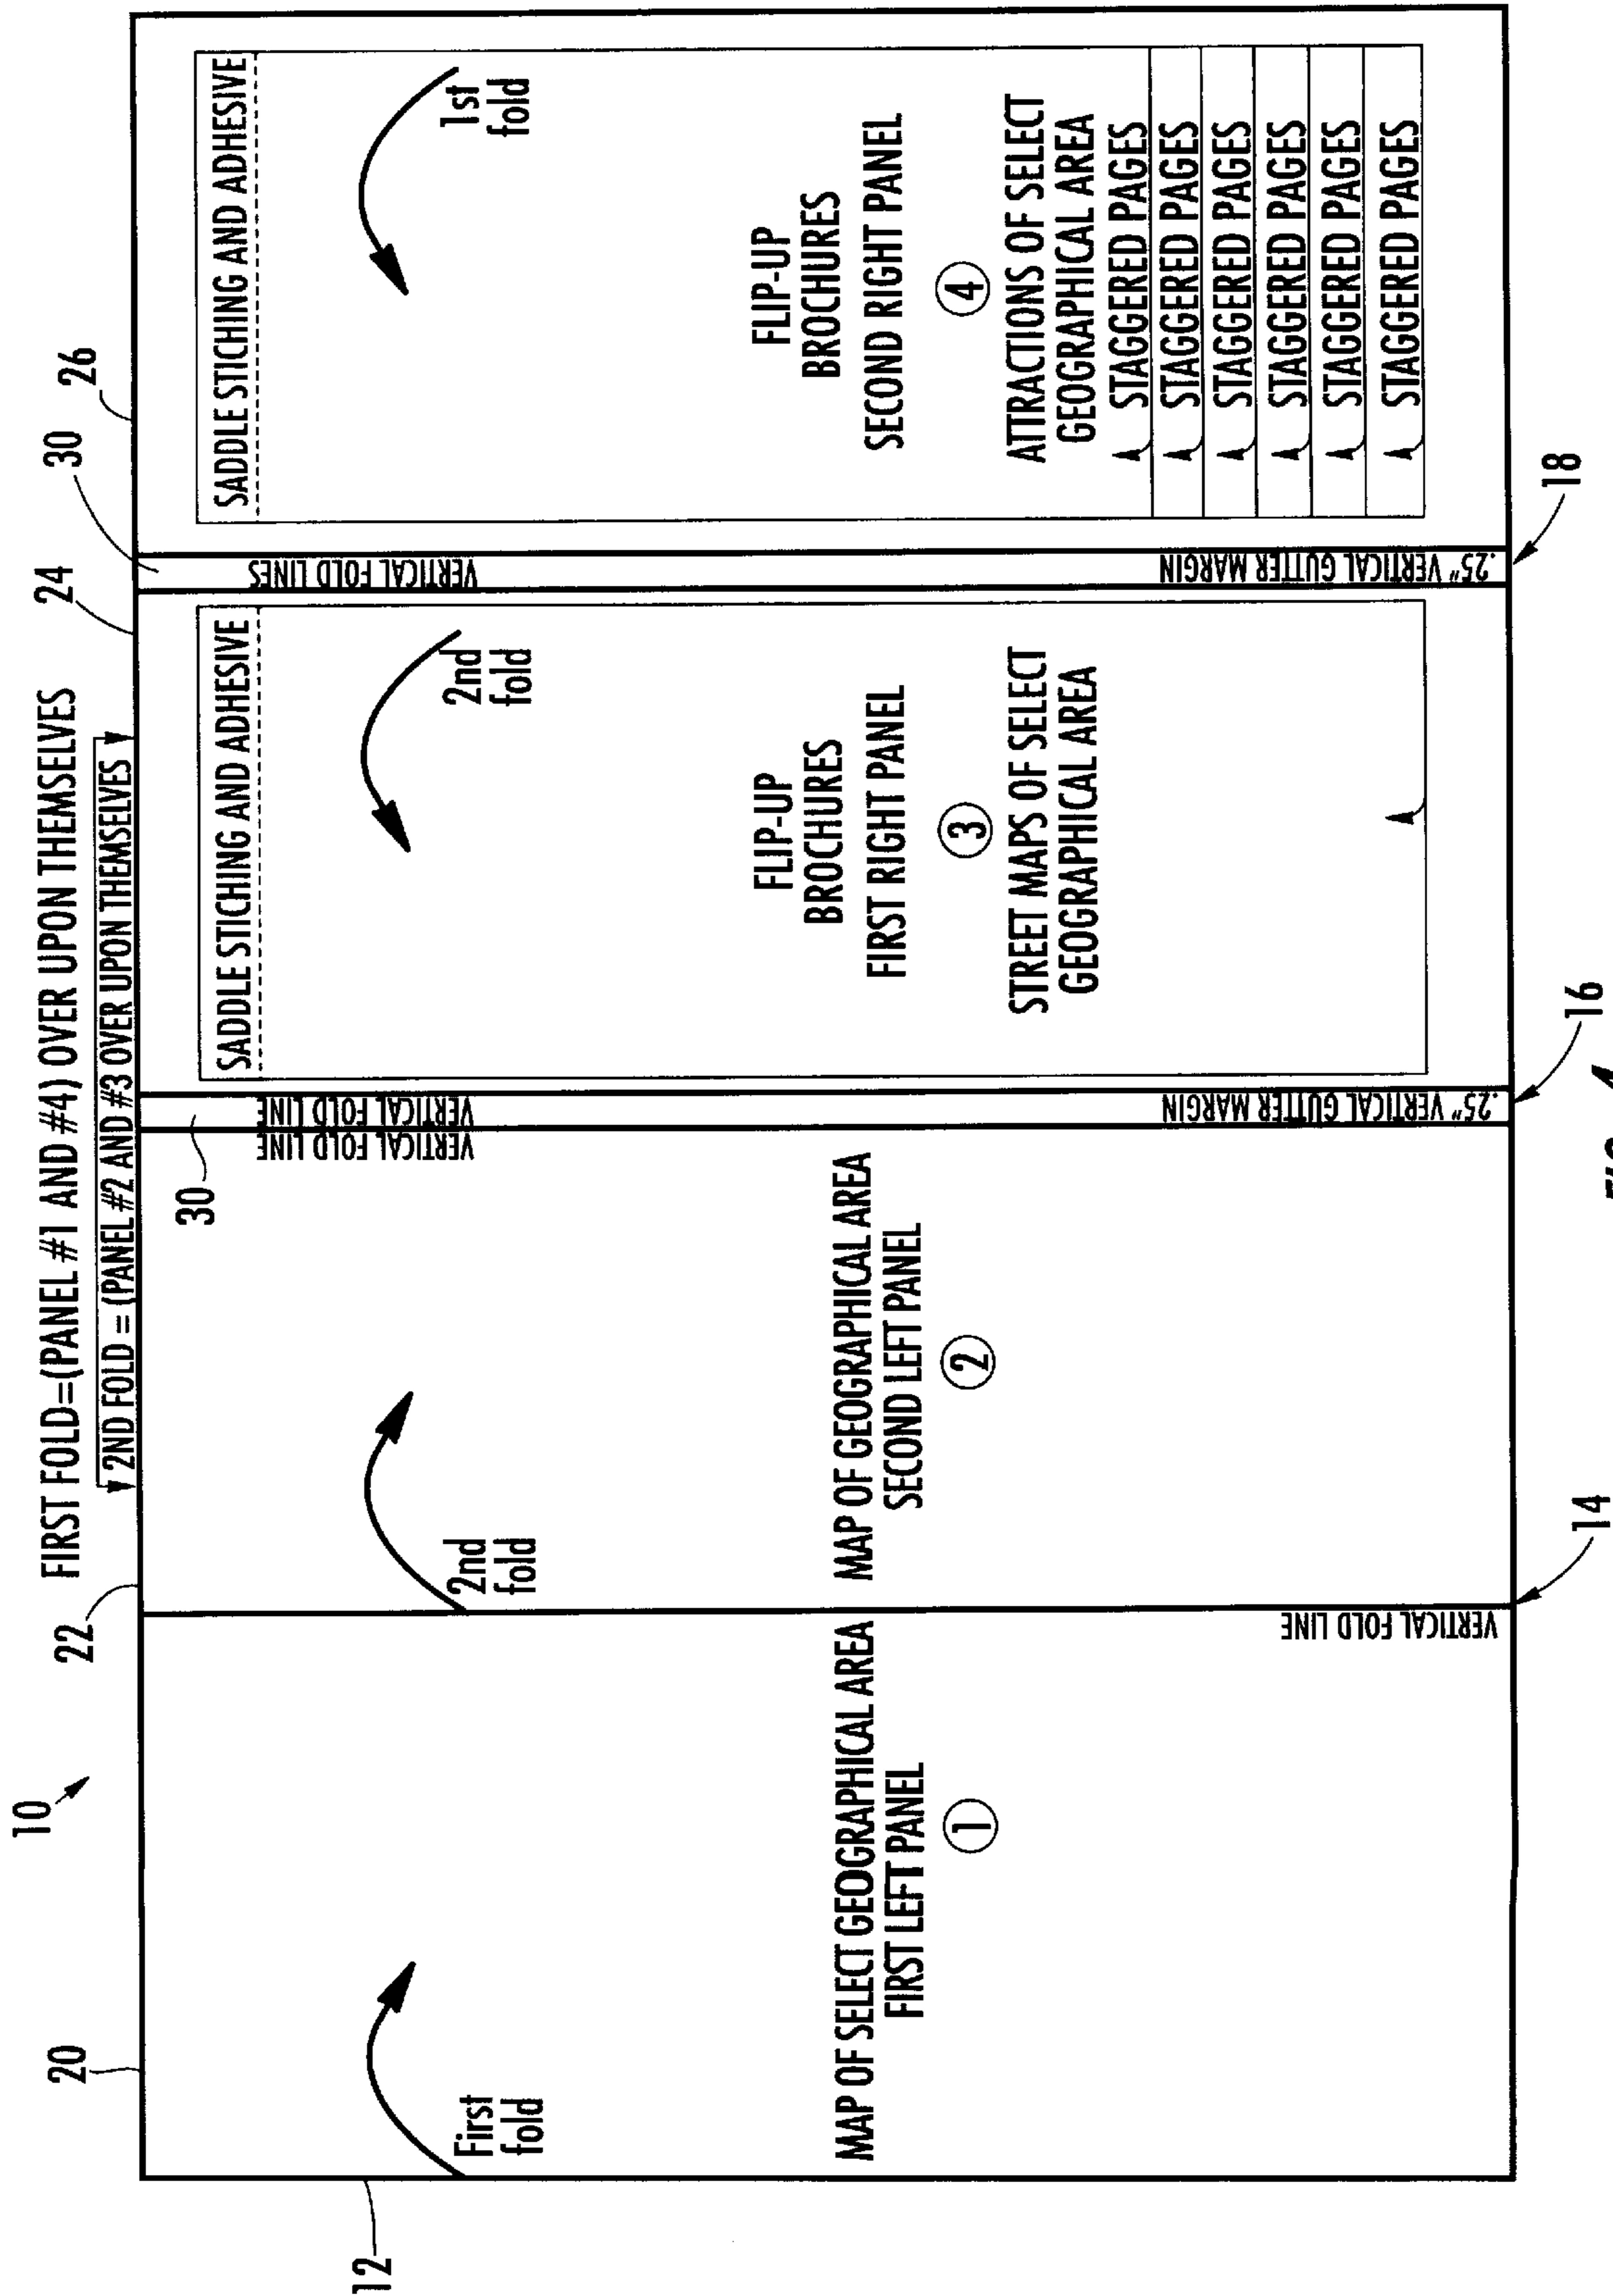 FIRST FOLD=(PANEL #1 AND #4) OVER UPON THEMSELVES
2ND FOLD = (PANEL #2 AND #3 OVER UPON THEMSELVES
10
20
22
24
30
26
12
30
First
fold
MAP OF SELECT GEOGRAPHICAL AREA
FIRST LEFT PANEL
1
VERTICAL FOLD LINE
14
2nd
fold
MAP OF GEOGRAPHICAL AREA
SECOND LEFT PANEL
2
VERTICAL FOLD LINE
VERTICAL FOLD LINE
.25" VERTICAL GUTTER MARGIN
16
SADDLE STICHING AND ADHESIVE
2nd
fold
FLIP-UP
BROCHURES
FIRST RIGHT PANEL
3
STREET MAPS OF SELECT
GEOGRAPHICAL AREA
VERTICAL FOLD LINES
.25" VERTICAL GUTTER MARGIN
18
SADDLE STICHING AND ADHESIVE
1st
fold
FLIP-UP
BROCHURES
SECOND RIGHT PANEL
4
ATTRACTIONS OF SELECT
GEOGRAPHICAL AREA
STAGGERED PAGES
STAGGERED PAGES
STAGGERED PAGES
STAGGERED PAGES
STAGGERED PAGES
STAGGERED PAGES